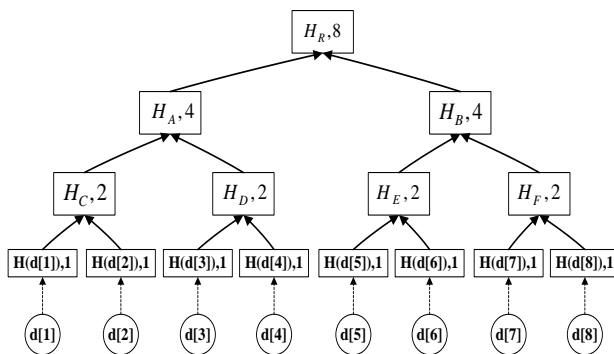 H_R,8
H_A,4 H_B,4
H_C,2 H_D,2 H_E,2 H_F,2
H(d[1]),1 H(d[2]),1 H(d[3]),1 H(d[4]),1 H(d[5]),1 H(d[6]),1 H(d[7]),1 H(d[8]),1
d[1] d[2] d[3] d[4] d[5] d[6] d[7] d[8]